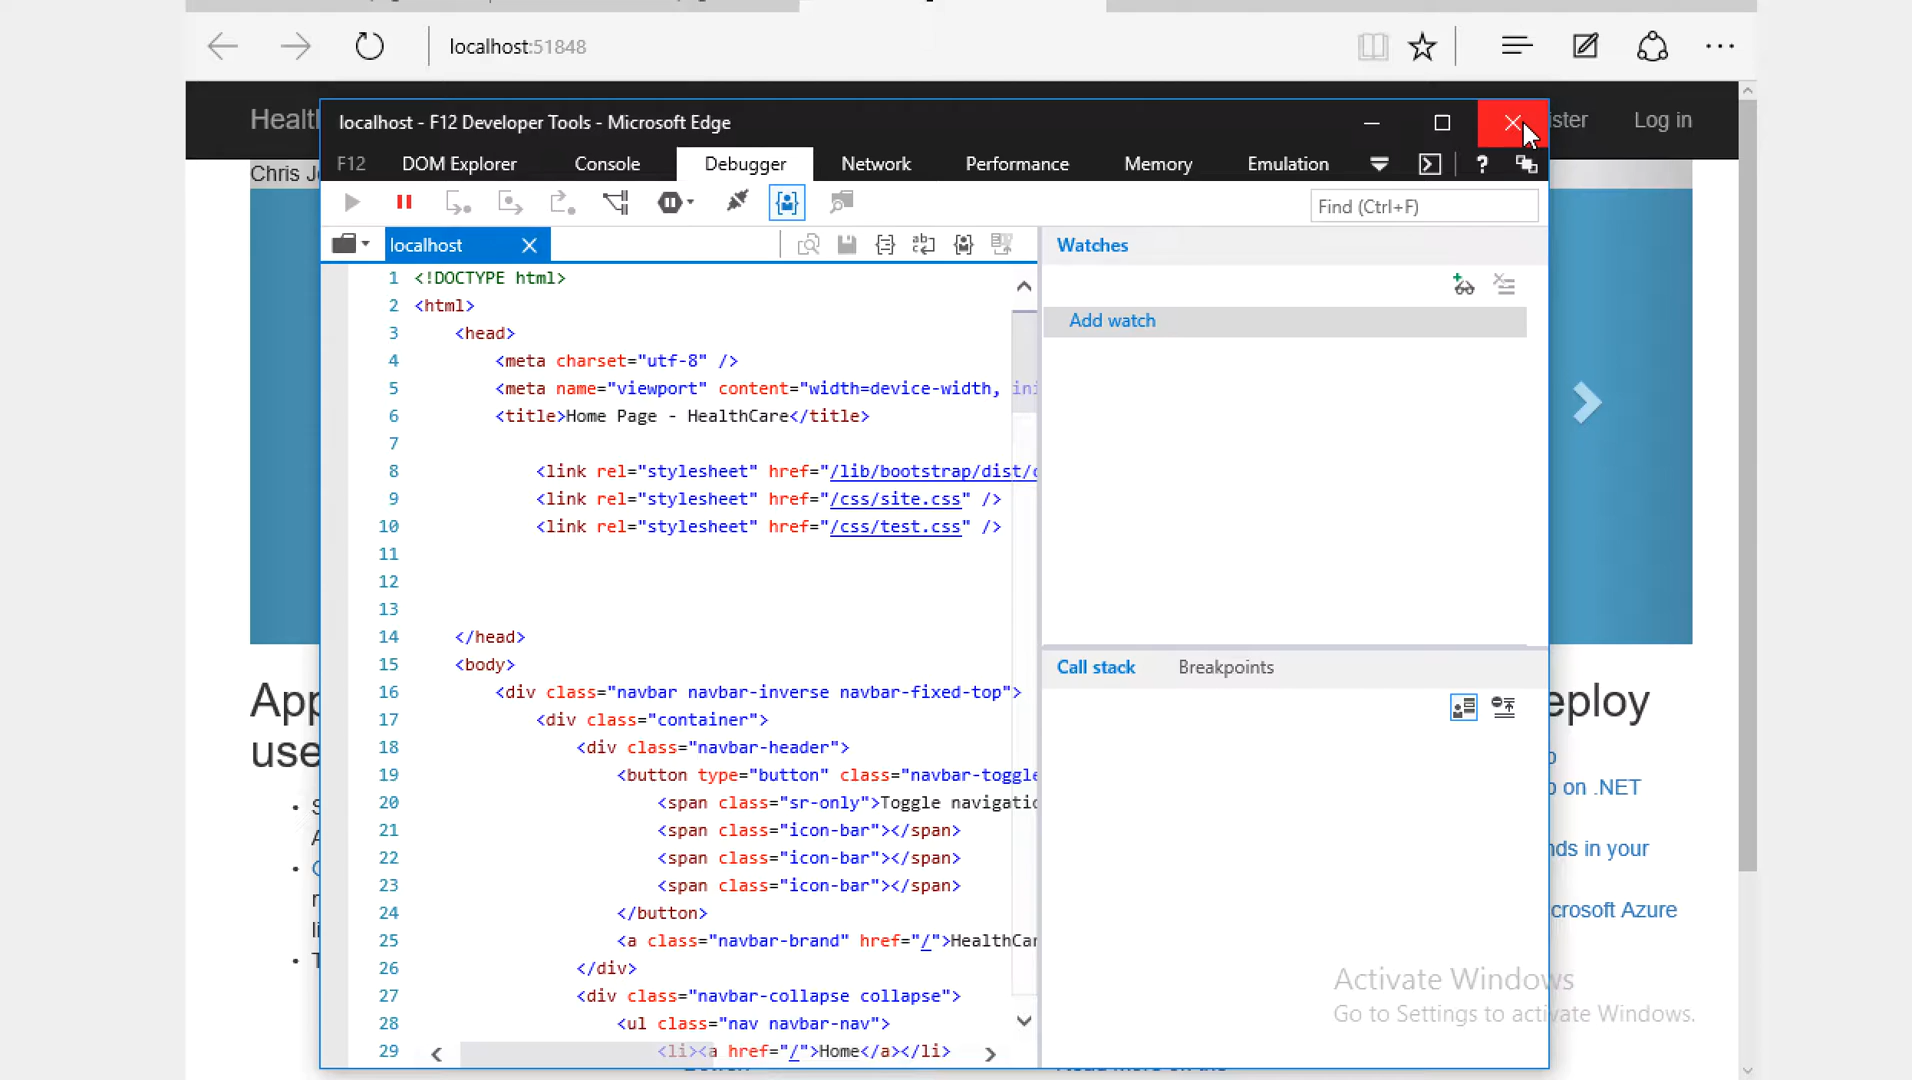 localhost:51848
Healt
ister
Log in
Chris J
localhost - F12 Developer Tools - Microsoft Edge
F12
DOM Explorer
Console
Debugger
Network
Performance
Memory
Emulation
?
Find (Ctrl+F)
localhost
Watches
Add watch
1 <!DOCTYPE html>
2 <html>
3 <head>
4 <meta charset="utf-8" />
5 <meta name="viewport" content="width=device-width, ini
6 <title>Home Page - HealthCare</title>
7
8 <link rel="stylesheet" href="/lib/bootstrap/dist/c
9 <link rel="stylesheet" href="/css/site.css" />
10 <link rel="stylesheet" href="/css/test.css" />
11
12
13
14 </head>
15 <body>
16 <div class="navbar navbar-inverse navbar-fixed-top">
17 <div class="container">
18 <div class="navbar-header">
19 <button type="button" class="navbar-toggle
20 <span class="sr-only">Toggle navigatio
21 <span class="icon-bar"></span>
22 <span class="icon-bar"></span>
23 <span class="icon-bar"></span>
24 </button>
25 <a class="navbar-brand" href="/">HealthCar
26 </div>
27 <div class="navbar-collapse collapse">
28 <ul class="nav navbar-nav">
29 <li><a href="/">Home</a></li>
Call stack
Breakpoints
App
use
eploy
on .NET
nds in your
crosoft Azure
Activate Windows
Go to Settings to activate Windows.